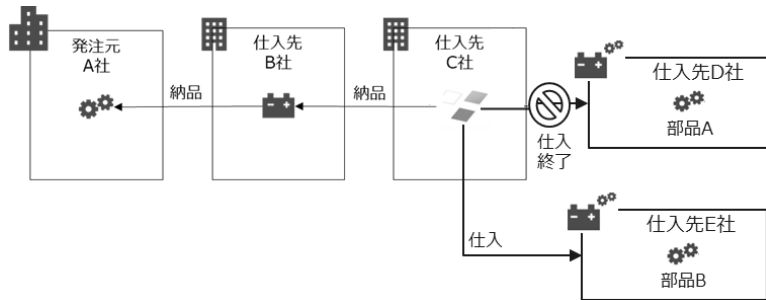 発注元
A社
仕入先
B社
仕入先
C社
納品
納品
仕入
終了
仕入先D社
部品A
仕入
仕入先E社
部品B